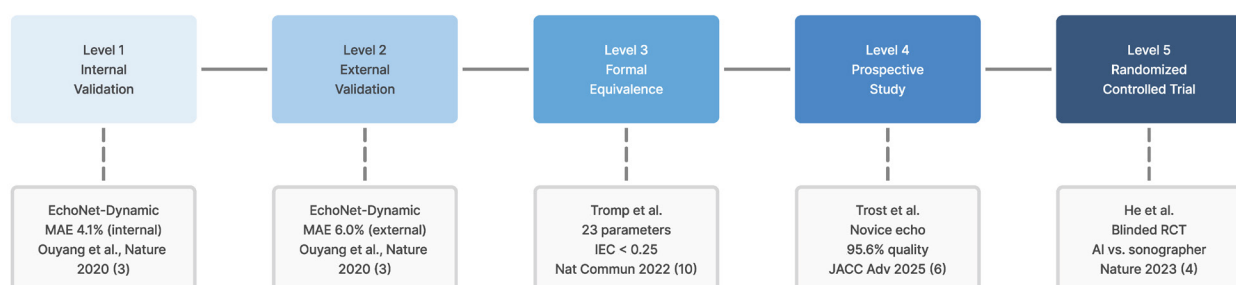 Level 1
Internal
Validation
Level 2
External
Validation
Level 3
Formal
Equivalence
Level 4
Prospective
Study
Level 5
Randomized
Controlled Trial
EchoNet-Dynamic
MAE 4.1% (internal)
Ouyang et al., Nature
2020 (3)
EchoNet-Dynamic
MAE 6.0% (external)
Ouyang et al., Nature
2020 (3)
Tromp et al.
23 parameters
IEC < 0.25
Nat Commun 2022 (10)
Trost et al.
Novice echo
95.6% quality
JACC Adv 2025 (6)
He et al.
Blinded RCT
AI vs. sonographer
Nature 2023 (4)